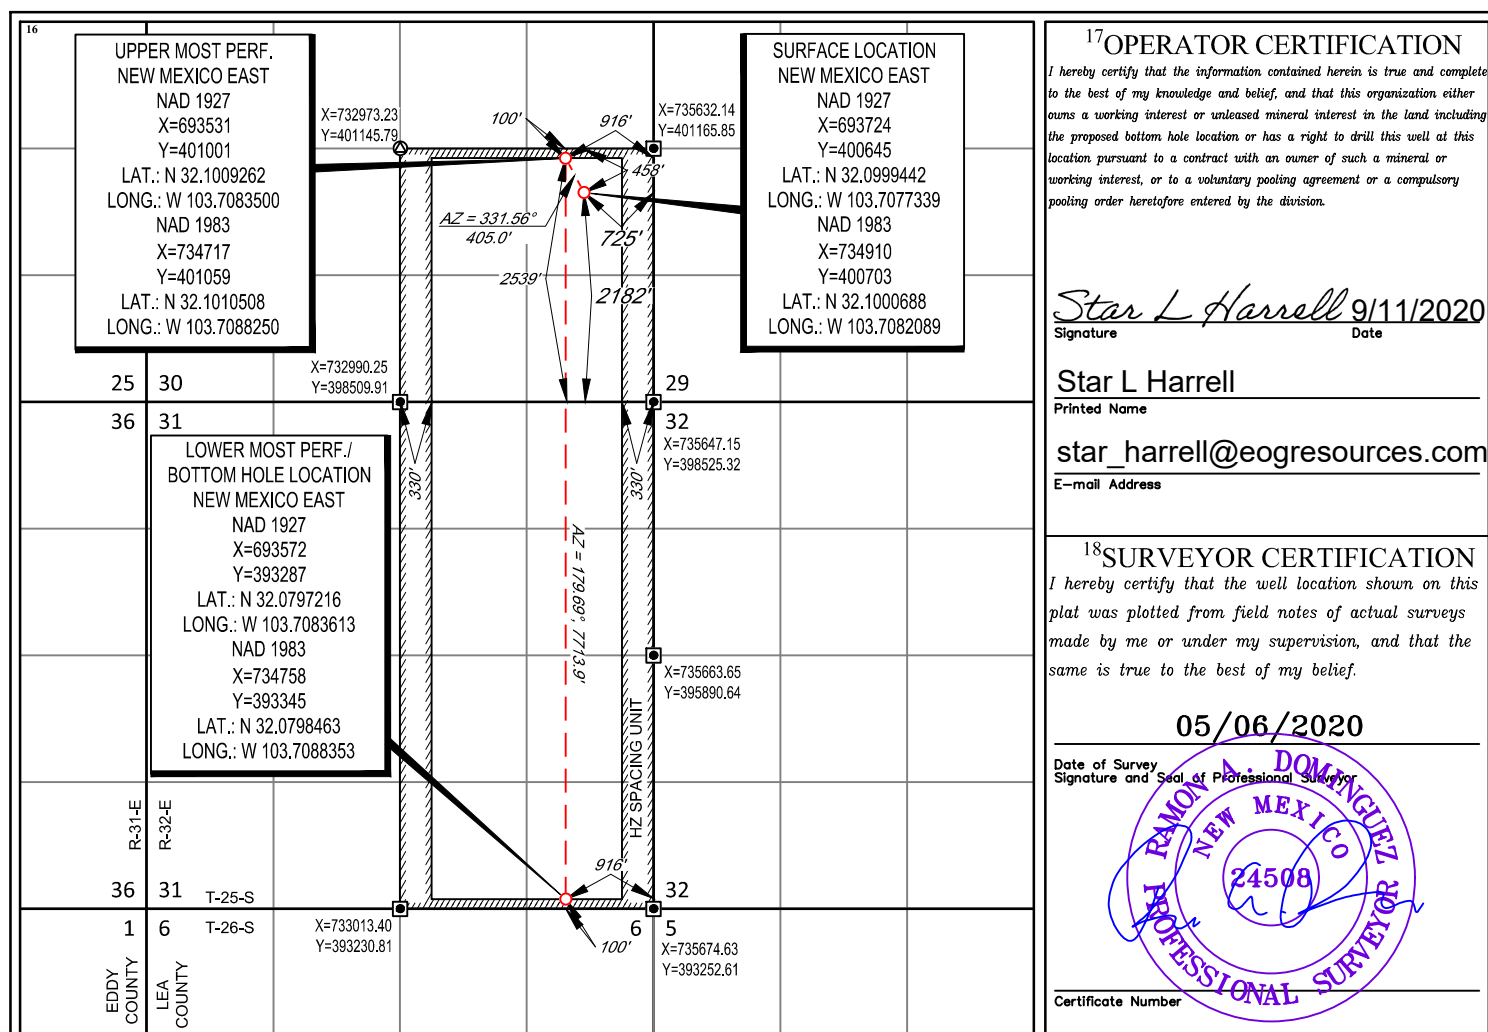 16
UPPER MOST PERF.
NEW MEXICO EAST
NAD 1927
X=693531
Y=401001
LAT.: N 32.1009262
LONG.: W 103.7083500
NAD 1983
X=734717
Y=401059
LAT.: N 32.1010508
LONG.: W 103.7088250
X=732973.23
Y=401145.79
100'
916'
X=735632.14
Y=401165.85
458'
AZ = 331.56°
405.0'
725'
2539'
2182'
SURFACE LOCATION
NEW MEXICO EAST
NAD 1927
X=693724
Y=400645
LAT.: N 32.0999442
LONG.: W 103.7077339
NAD 1983
X=734910
Y=400703
LAT.: N 32.1000688
LONG.: W 103.7082089
X=732990.25
Y=398509.91
25 30
29
36 31
32
X=735647.15
Y=398525.32
330'
330'
LOWER MOST PERF./
BOTTOM HOLE LOCATION
NEW MEXICO EAST
NAD 1927
X=693572
Y=393287
LAT.: N 32.0797216
LONG.: W 103.7083613
NAD 1983
X=734758
Y=393345
LAT.: N 32.0798463
LONG.: W 103.7088353
AZ = 179.69°, 7713.9'
X=735663.65
Y=395890.64
HZ SPACING UNIT
R-31-E
R-32-E
916'
36 31
T-25-S
32
1 6
T-26-S
6 5
X=733013.40
Y=393230.81
100'
X=735674.63
Y=393252.61
EDDY
COUNTY
LEA
COUNTY
17OPERATOR CERTIFICATION
I hereby certify that the information contained herein is true and complete
to the best of my knowledge and belief, and that this organization either
owns a working interest or unleased mineral interest in the land including
the proposed bottom hole location or has a right to drill this well at this
location pursuant to a contract with an owner of such a mineral or
working interest, or to a voluntary pooling agreement or a compulsory
pooling order heretofore entered by the division.
Star L Harrell 9/11/2020
Signature Date
Star L Harrell
Printed Name
star_harrell@eogresources.com
E-mail Address
18SURVEYOR CERTIFICATION
I hereby certify that the well location shown on this
plat was plotted from field notes of actual surveys
made by me or under my supervision, and that the
same is true to the best of my belief.
05/06/2020
Date of Survey
Signature and Seal of Professional Surveyor
RAMON A. DOMINGUEZ
NEW MEXICO
24508
PROFESSIONAL SURVEYOR
Certificate Number